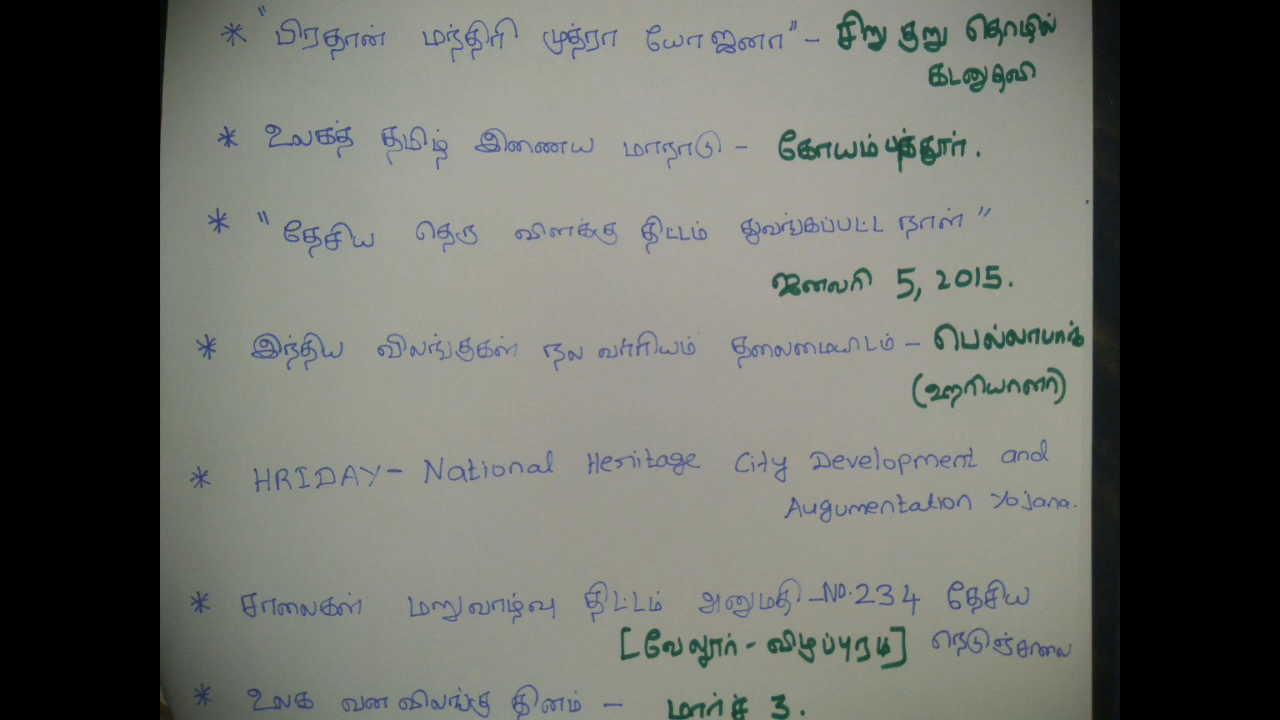 * "பிரதான் மந்திரி முத்ரா யோஜனா" – சிறு குறு தொழில்
கடனுதவி
* உலகத் தமிழ் இணைய மாநாடு – கோயம்புத்தூர்.
* "தேசிய தெரு விளக்கு திட்டம் துவங்கப்பட்ட நாள்"
ஜனவரி 5, 2015.
* இந்திய விலங்குகள் நல வாரியம் தலைமையிடம் –
(ஹரியானா)
* HRIDAY – National Heritage City Development and
Augumentation Yojana.
* சாலைகள் மறுவாழ்வு திட்டம் அனுமதி – No.234 தேசிய
[வேலூர் – விழப்புரம்] நெடுஞ்சாலை
* உலக வன விலங்கு தினம் – மார்ச் 3.